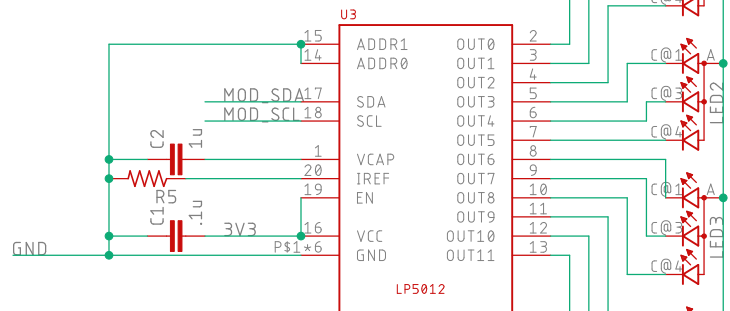 U3
C@4
15 ADDR1 OUT0 2
14 ADDR0 OUT1 3
OUT2 4
C@1 A
MOD_SDA 17 SDA OUT3 5
C@3
MOD_SCL 18 SCL OUT4 6
OUT5 7
C@4
LED2
C2 1u
1 VCAP OUT6 8
20 IREF OUT7 9
R5
19 EN OUT8 10
C@1 A
C1 .1u
OUT9 11
3V3 16 VCC OUT10 12
C@3
GND P$1*6 GND OUT11 13
C@4
LED3
LP5012